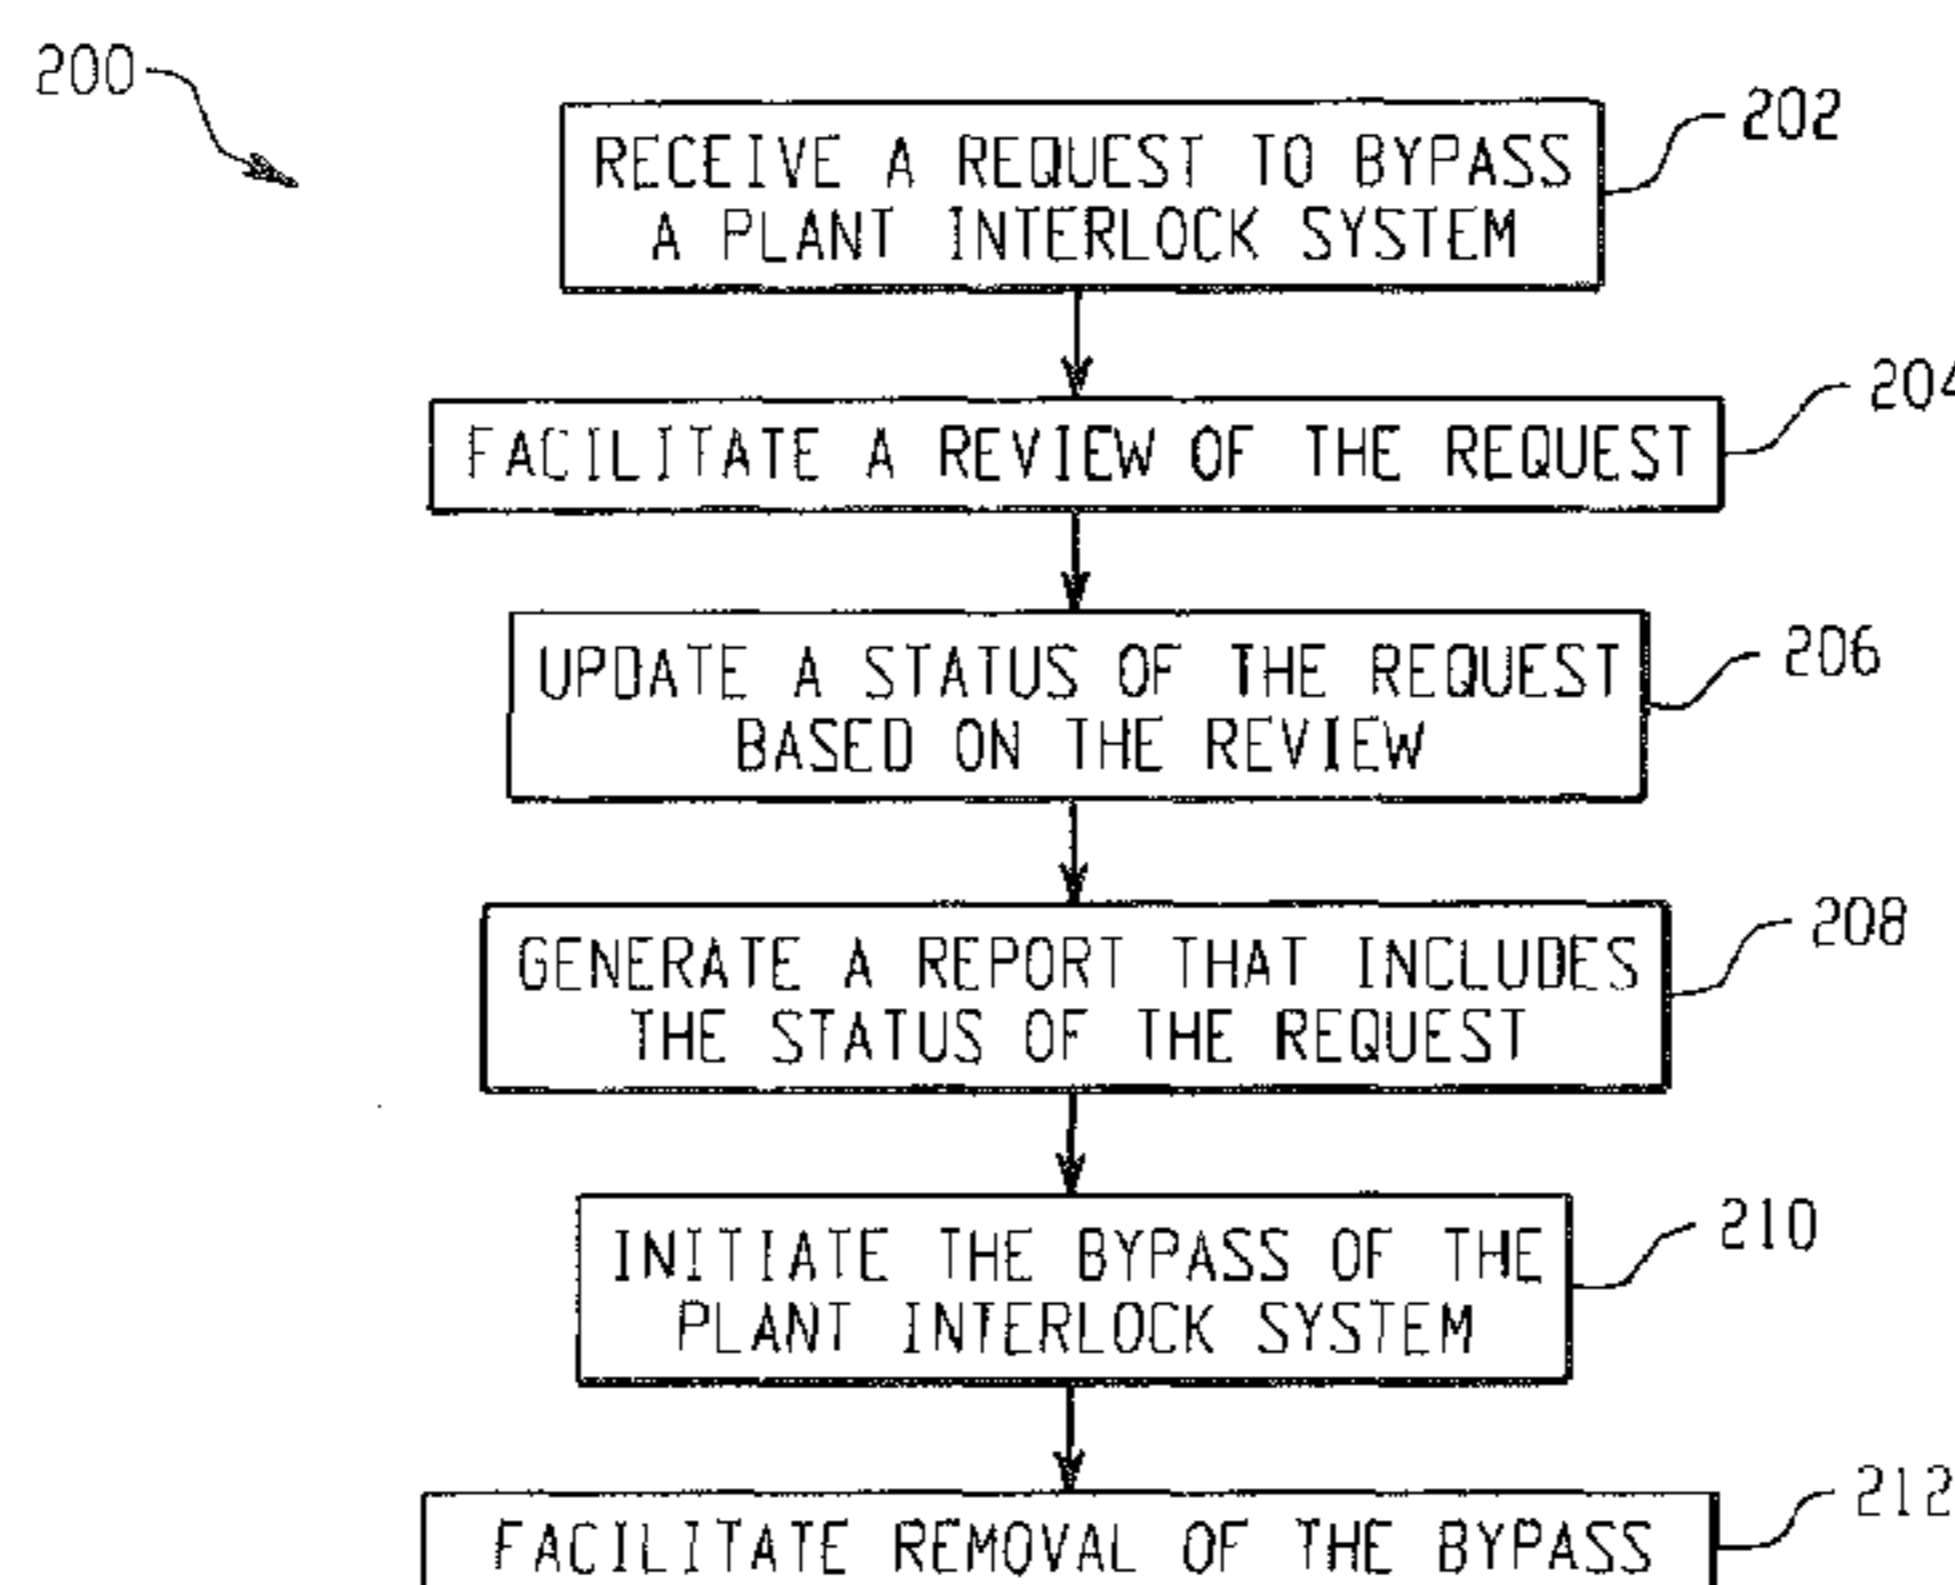 200
202
RECEIVE A REQUEST TO BYPASS
A PLANT INTERLOCK SYSTEM
204
FACILITATE A REVIEW OF THE REQUEST
206
UPDATE A STATUS OF THE REQUEST
BASED ON THE REVIEW
208
GENERATE A REPORT THAT INCLUDES
THE STATUS OF THE REQUEST
210
INITIATE THE BYPASS OF THE
PLANT INTERLOCK SYSTEM
212
FACILITATE REMOVAL OF THE BYPASS